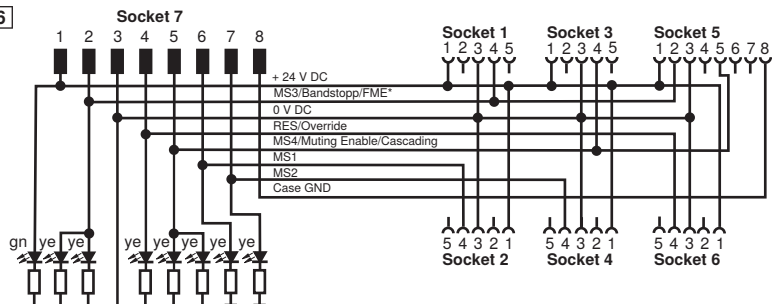 6
Socket 7
1 2 3 4 5 6 7 8
Socket 1
1 2 3 4 5
Socket 3
1 2 3 4 5
Socket 5
1 2 3 4 5 6 7 8
+ 24 V DC
MS3/Bandstopp/FME*
0 V DC
RES/Override
MS4/Muting Enable/Cascading
MS1
MS2
Case GND
gn ye ye ye ye ye ye ye
5 4 3 2 1
Socket 2
5 4 3 2 1
Socket 4
5 4 3 2 1
Socket 6